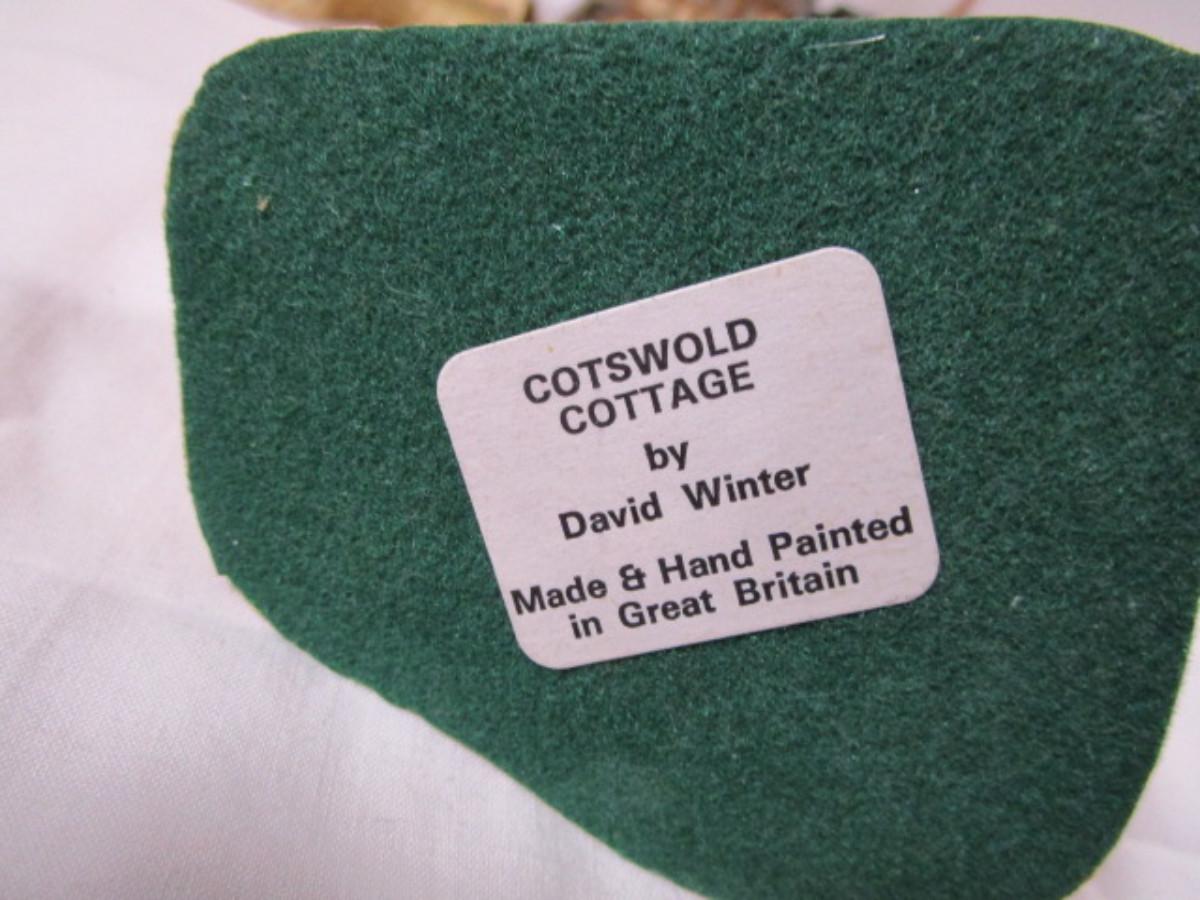 COTSWOLD
COTTAGE
by
David Winter
Made & Hand Painted
in Great Britain